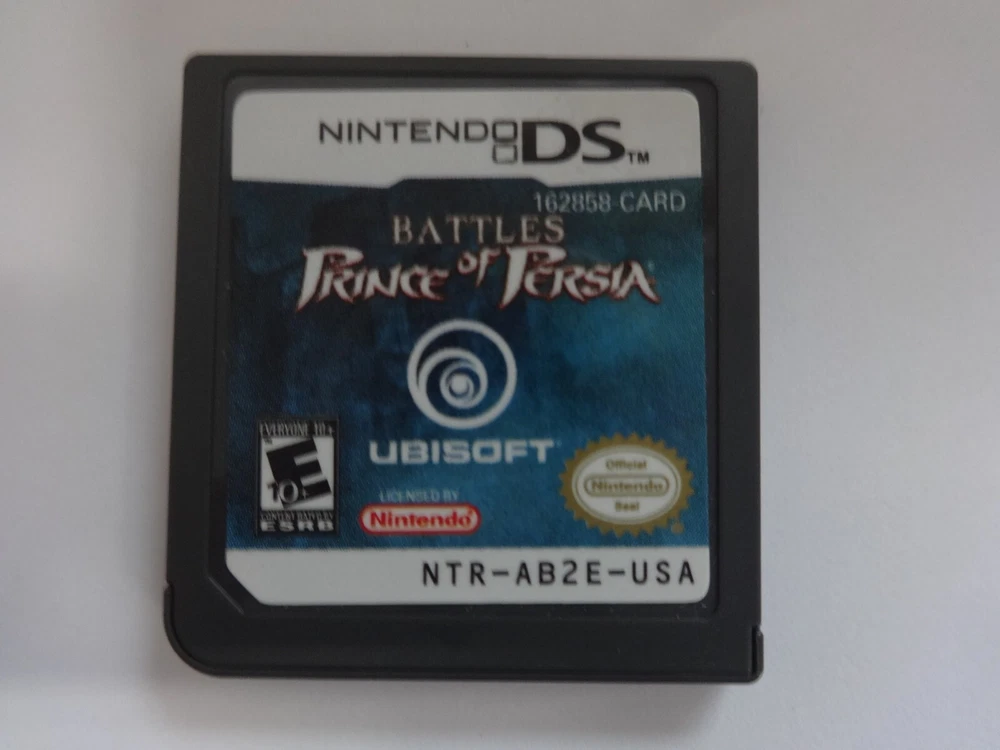 NINTENDO DS™
162858 CARD
BATTLES
of
PRINCE PERSIA
UBISOFT
EVERYONE 10+
E
10+
CONTENT RATED BY
ESRB
LICENSED BY
Nintendo®
Official
Nintendo
Seal
NTR-AB2E-USA